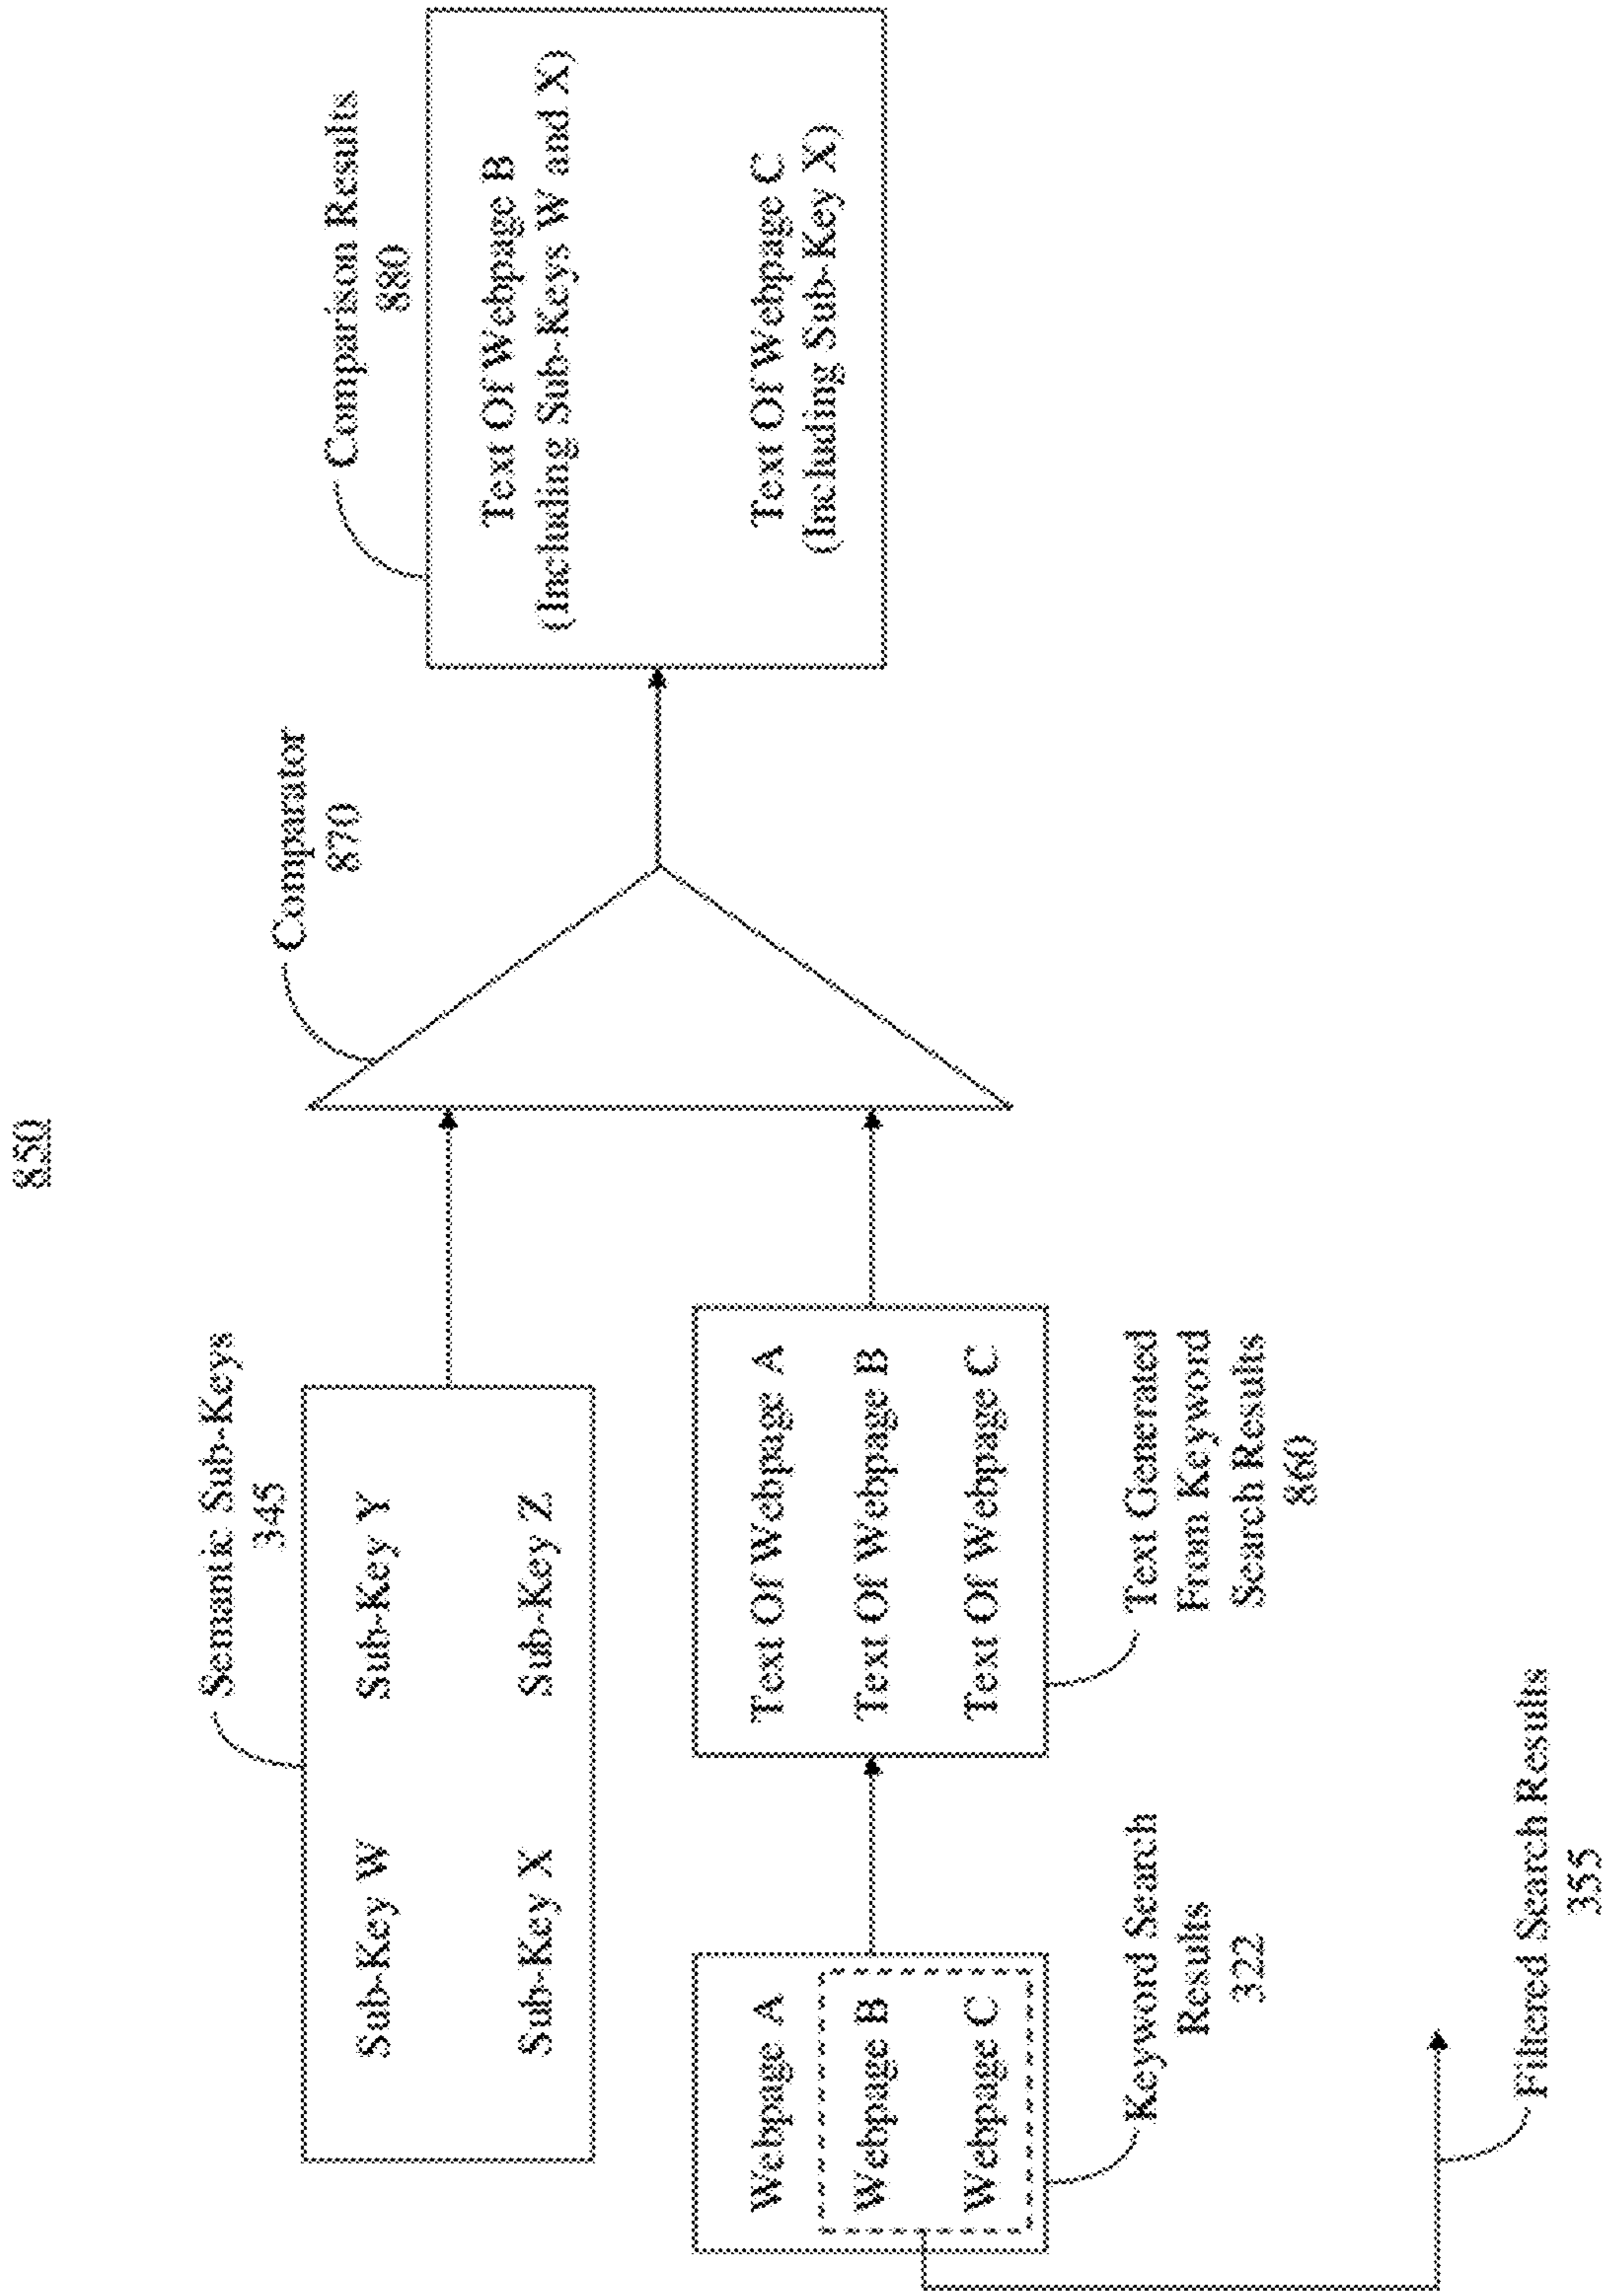 850
Semantic Sub-Keys
345
Sub-Key W
Sub-Key Y
Sub-Key X
Sub-Key Z
Comparator
870
Comparison Results
880
Text Of Webpage B
(Including Sub-Keys W and X)
Text Of Webpage C
(Including Sub-Key X)
Webpage A
Webpage B
Webpage C
Keyword Search
Results
322
Text Of Webpage A
Text Of Webpage B
Text Of Webpage C
Text Generated
From Keyword
Search Results
860
Filtered Search Results
355